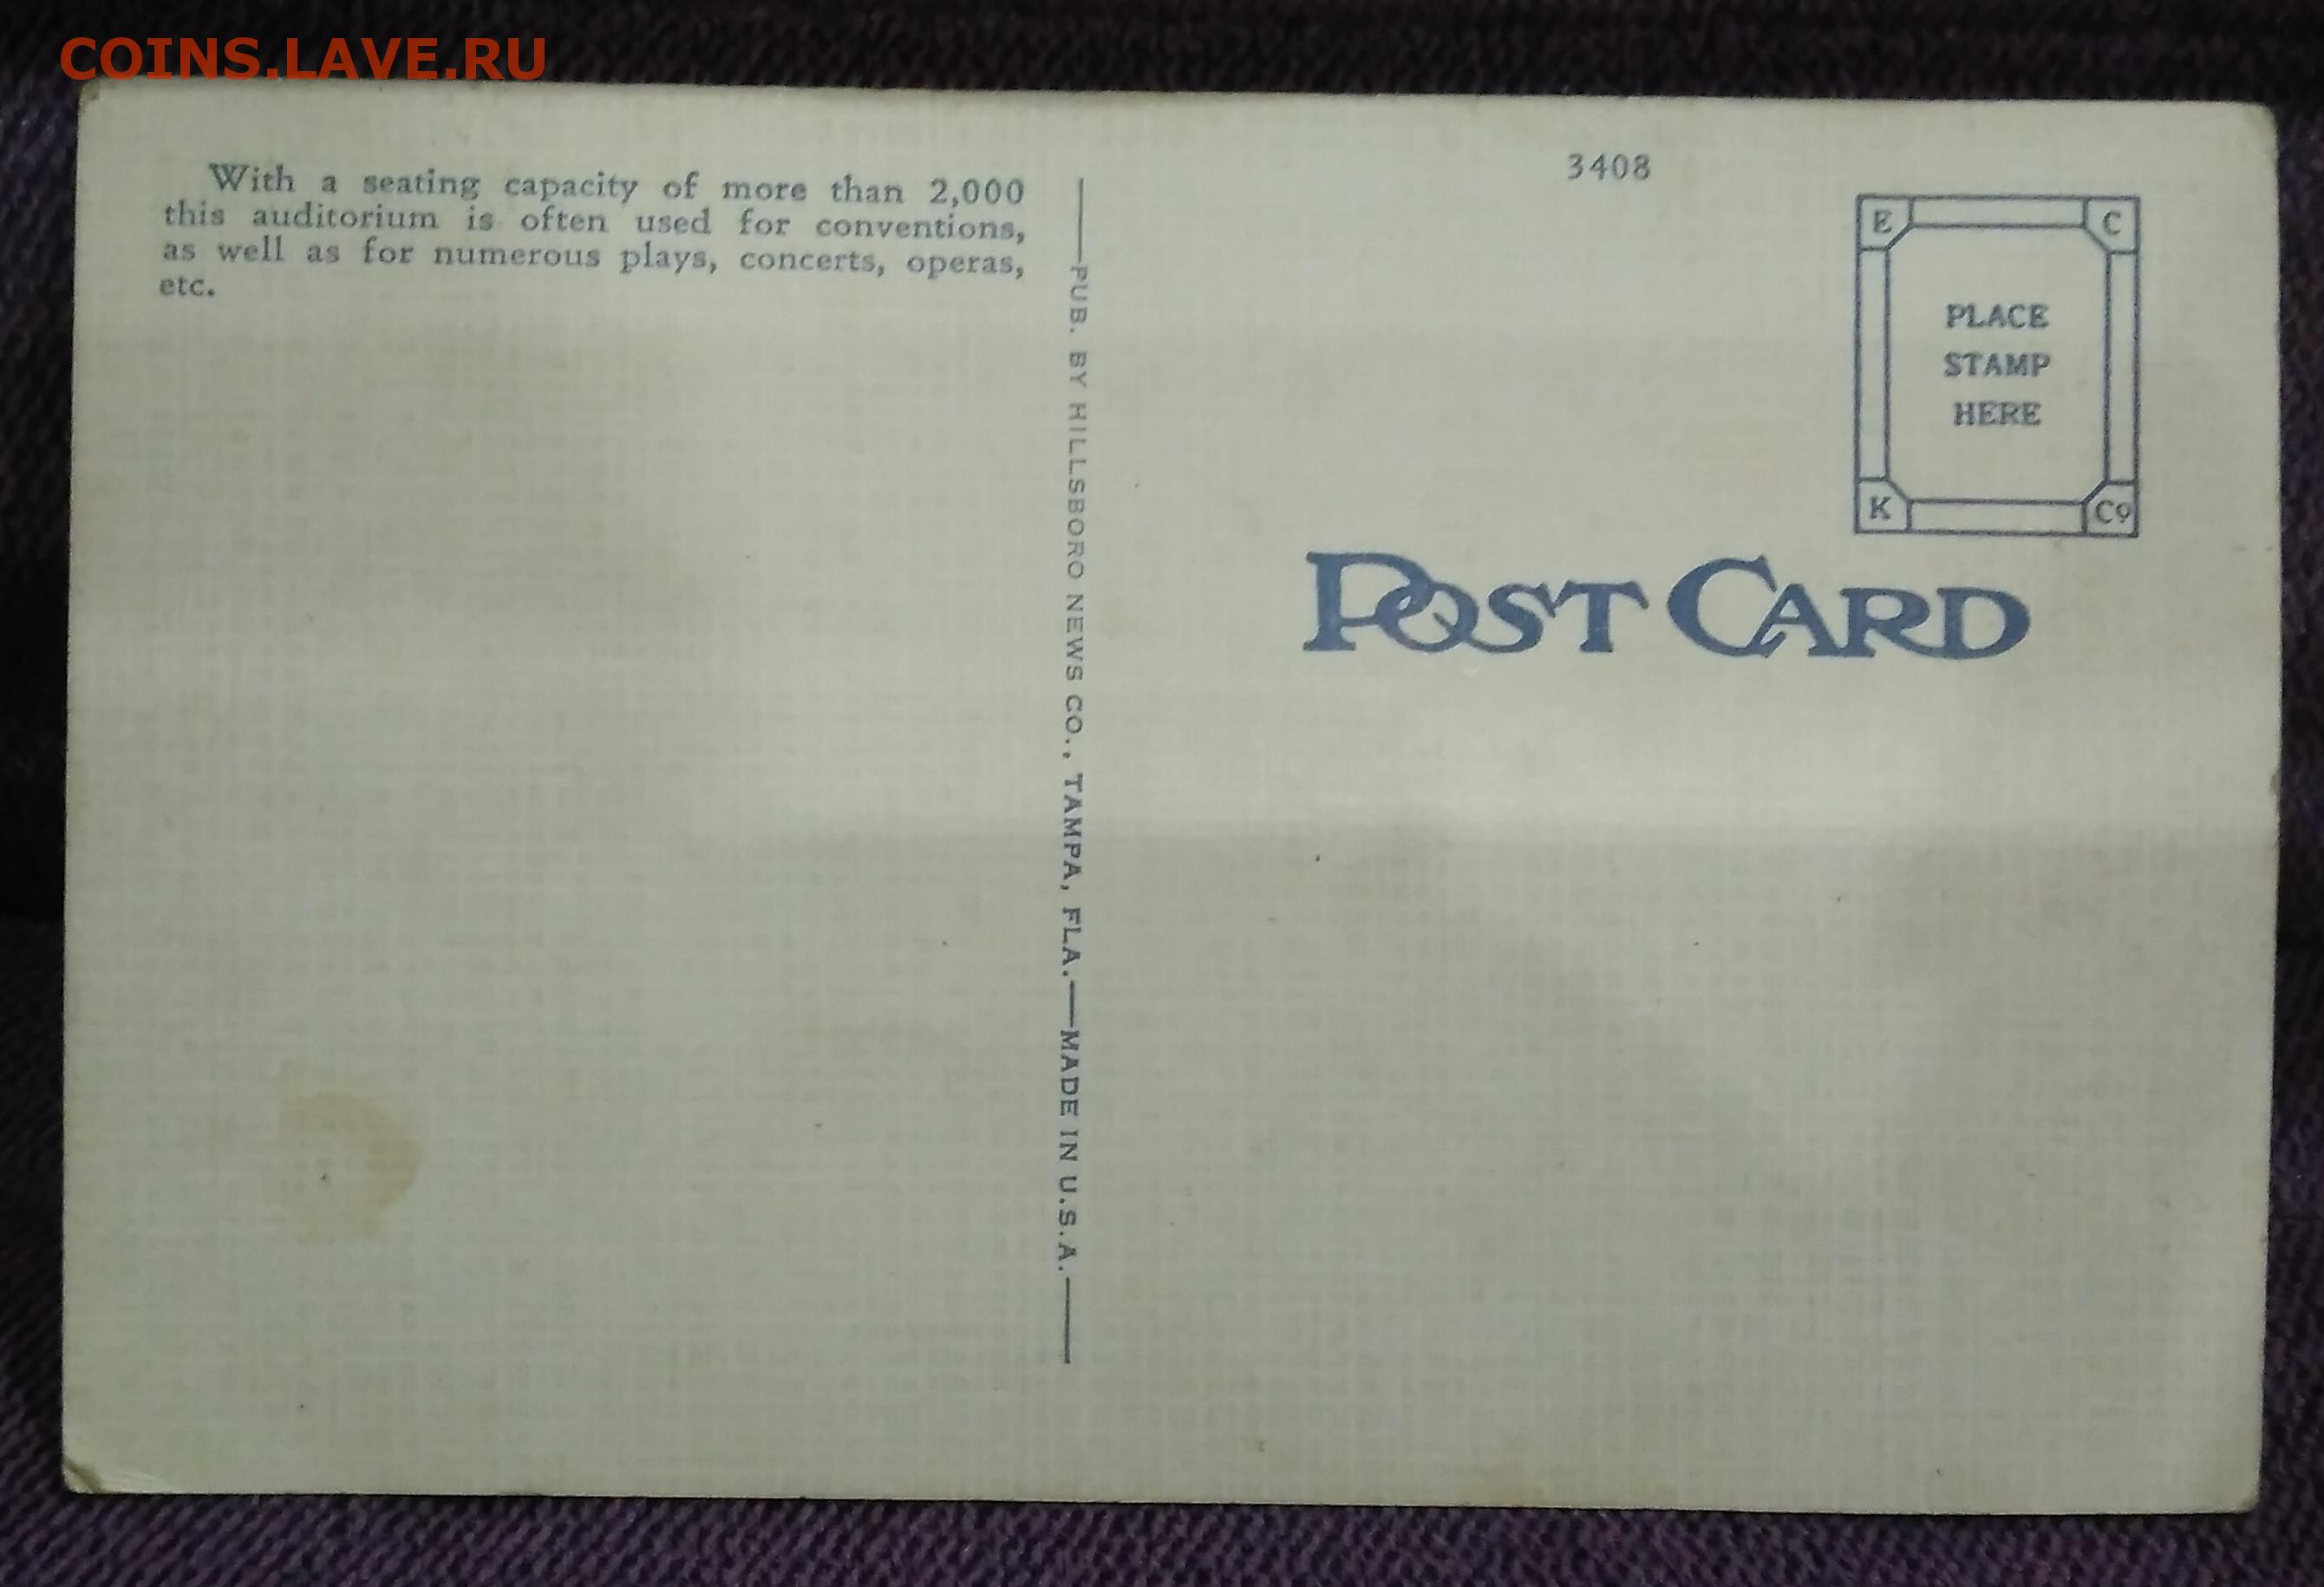 COINS.LAVE.RU
With a seating capacity of more than 2,000
this auditorium is often used for conventions,
as well as for numerous plays, concerts, operas,
etc.
PUB. BY HILLSBORO NEWS CO., TAMPA, FLA.—MADE IN U.S.A.
3408
E C
PLACE
STAMP
HERE
K Co
POST CARD